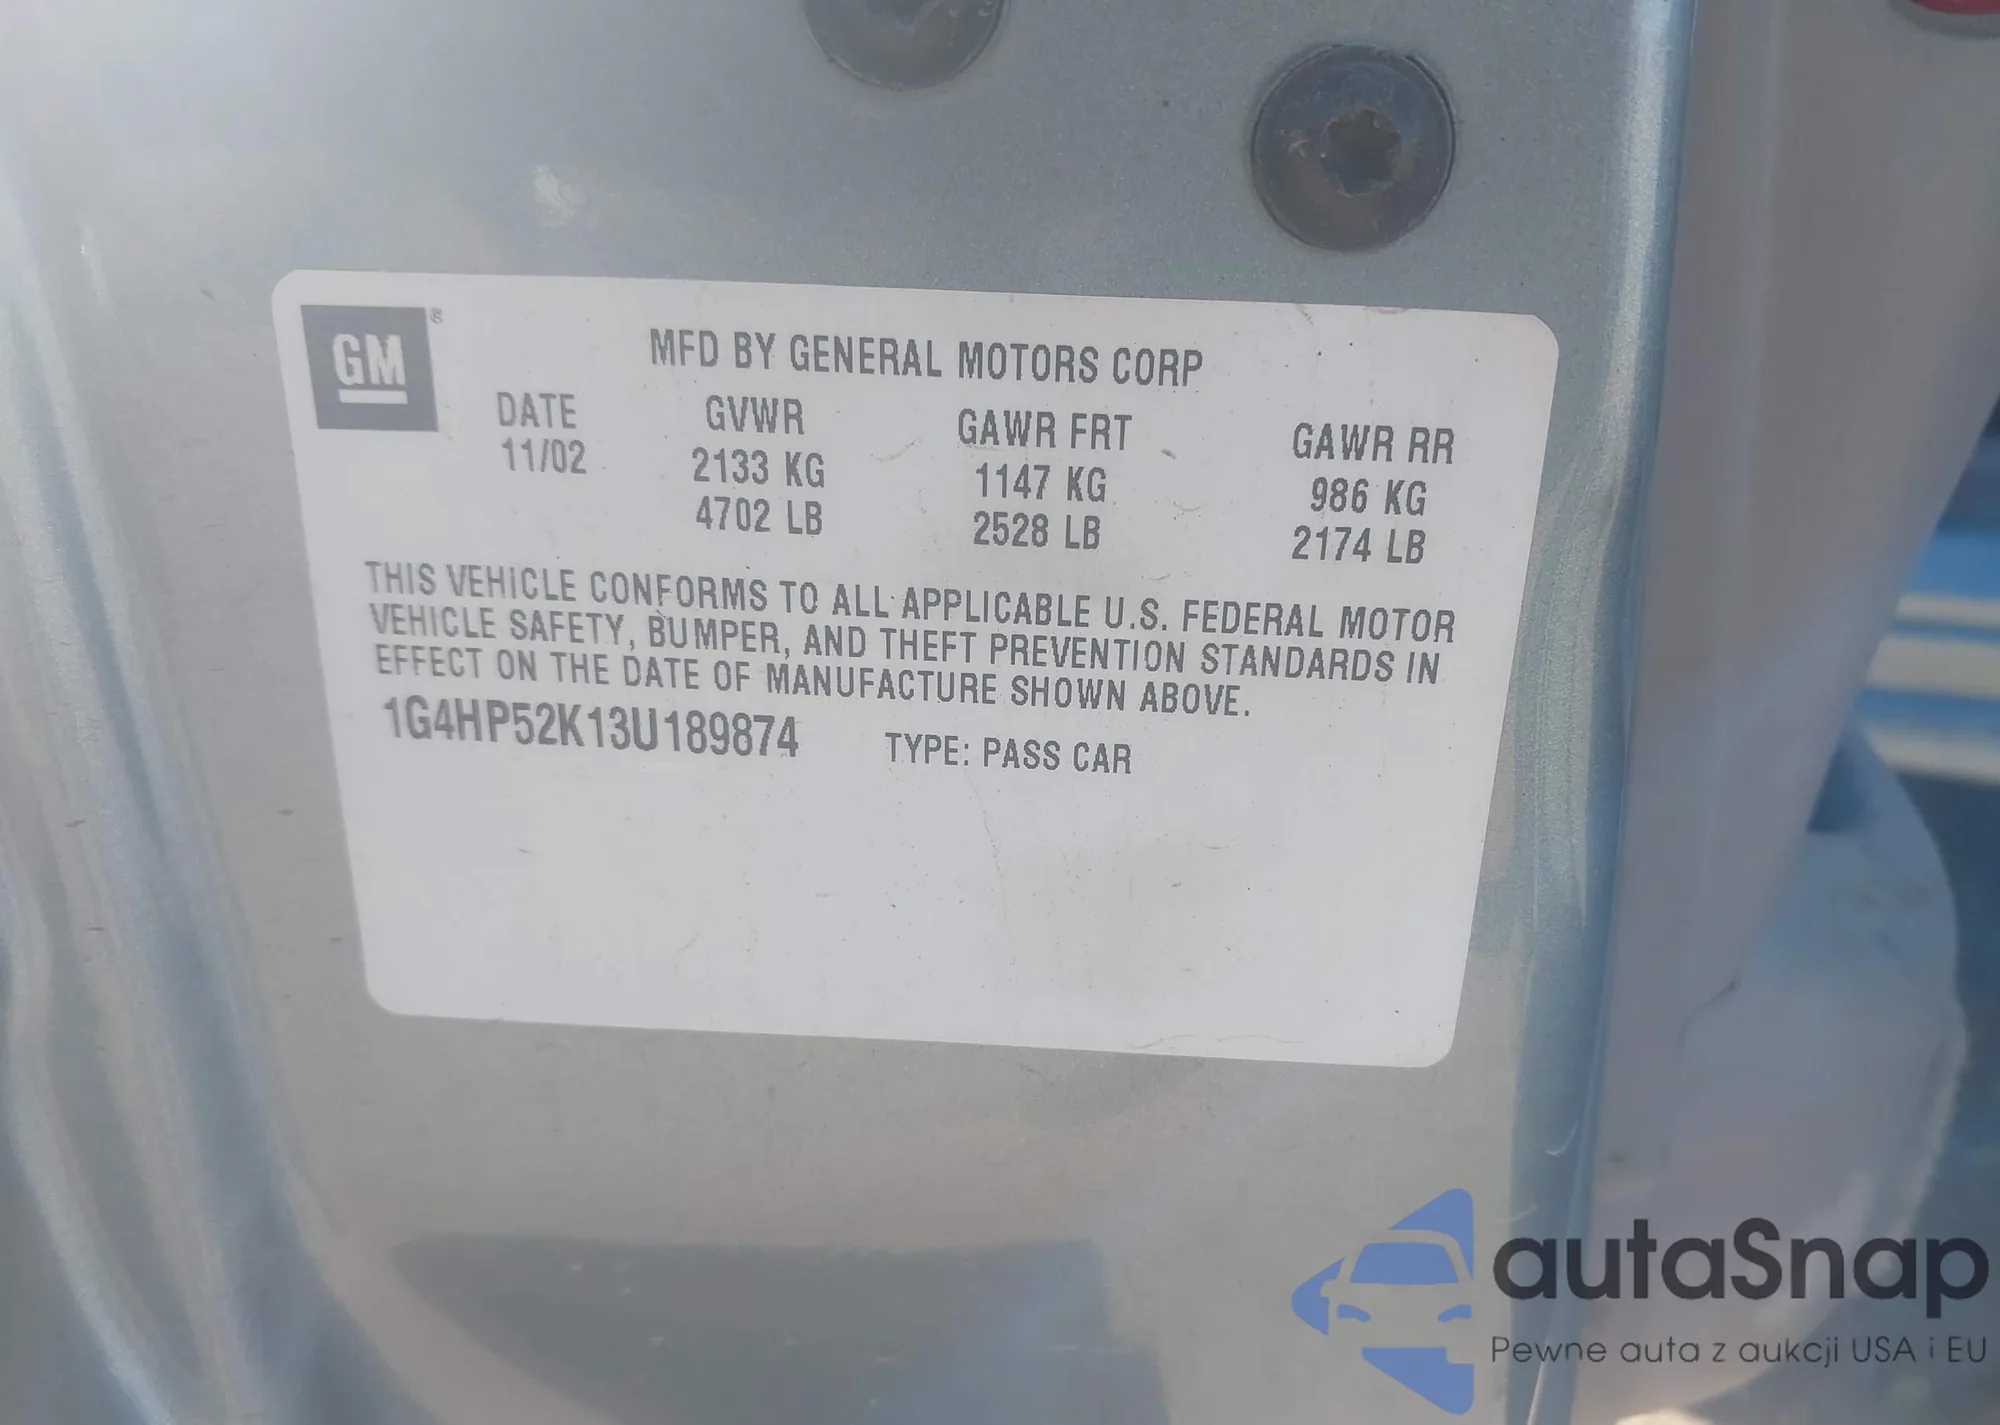 GM®
MFD BY GENERAL MOTORS CORP
DATE GVWR GAWR FRT GAWR RR
11/02 2133 KG 1147 KG 986 KG
4702 LB 2528 LB 2174 LB
THIS VEHICLE CONFORMS TO ALL APPLICABLE U.S. FEDERAL MOTOR
VEHICLE SAFETY, BUMPER, AND THEFT PREVENTION STANDARDS IN
EFFECT ON THE DATE OF MANUFACTURE SHOWN ABOVE.
1G4HP52K13U189874 TYPE: PASS CAR
autaSnap
Pewne auta z aukcji USA i EU